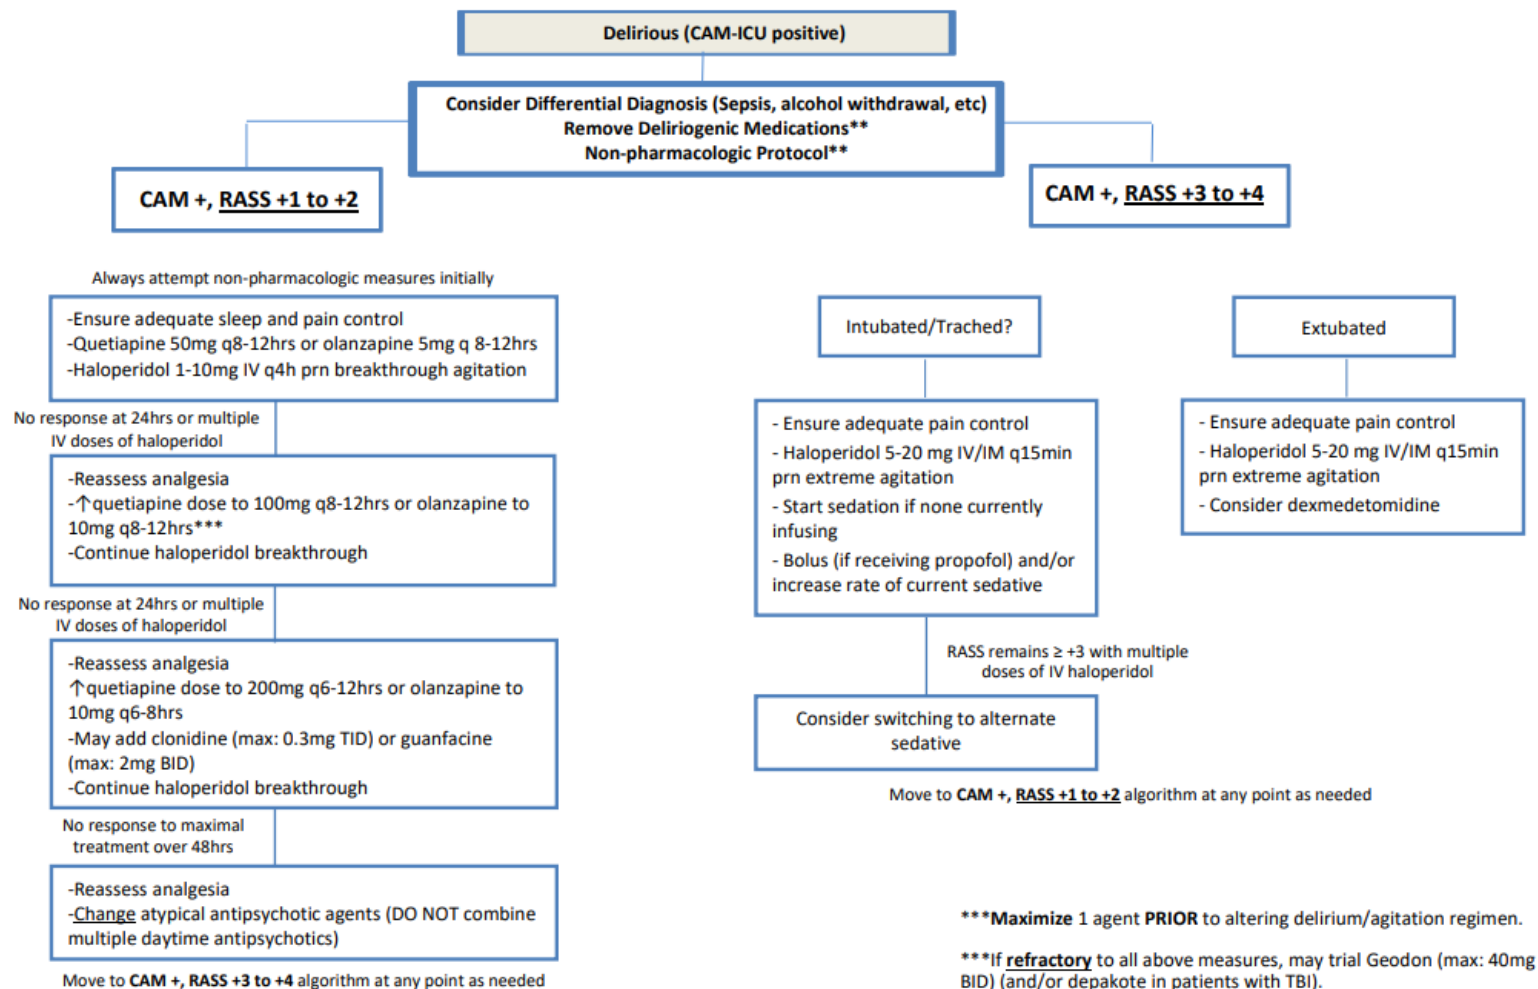 Delirious (CAM-ICU positive)
Consider Differential Diagnosis (Sepsis, alcohol withdrawal, etc)
Remove Deliriogenic Medications**
Non-pharmacologic Protocol**
CAM +, RASS +1 to +2
Always attempt non-pharmacologic measures initially
-Ensure adequate sleep and pain control
-Quetiapine 50mg q8-12hrs or olanzapine 5mg q 8-12hrs
-Haloperidol 1-10mg IV q4h prn breakthrough agitation
No response at 24hrs or multiple
IV doses of haloperidol
-Reassess analgesia
-↑quetiapine dose to 100mg q8-12hrs or olanzapine to
10mg q8-12hrs***
-Continue haloperidol breakthrough
No response at 24hrs or multiple
IV doses of haloperidol
-Reassess analgesia
↑quetiapine dose to 200mg q6-12hrs or olanzapine to
10mg q6-8hrs
-May add clonidine (max: 0.3mg TID) or guanfacine
(max: 2mg BID)
-Continue haloperidol breakthrough
No response to maximal
treatment over 48hrs
-Reassess analgesia
-Change atypical antipsychotic agents (DO NOT combine
multiple daytime antipsychotics)
Move to CAM +, RASS +3 to +4 algorithm at any point as needed
CAM +, RASS +3 to +4
Intubated/Trached?
- Ensure adequate pain control
- Haloperidol 5-20 mg IV/IM q15min
prn extreme agitation
- Start sedation if none currently
infusing
- Bolus (if receiving propofol) and/or
increase rate of current sedative
RASS remains ≥ +3 with multiple
doses of IV haloperidol
Consider switching to alternate
sedative
Extubated
- Ensure adequate pain control
- Haloperidol 5-20 mg IV/IM q15min
prn extreme agitation
- Consider dexmedetomidine
Move to CAM +, RASS +1 to +2 algorithm at any point as needed
***Maximize 1 agent PRIOR to altering delirium/agitation regimen.
***If refractory to all above measures, may trial Geodon (max: 40mg
BID) (and/or depakote in patients with TBI).